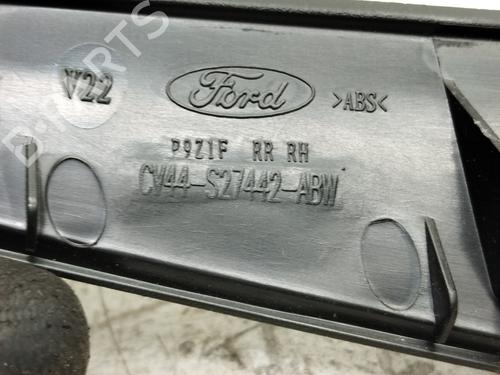 V22 Ford >ABS<
P9Z1F RR RH
CV44-S27442-ABW